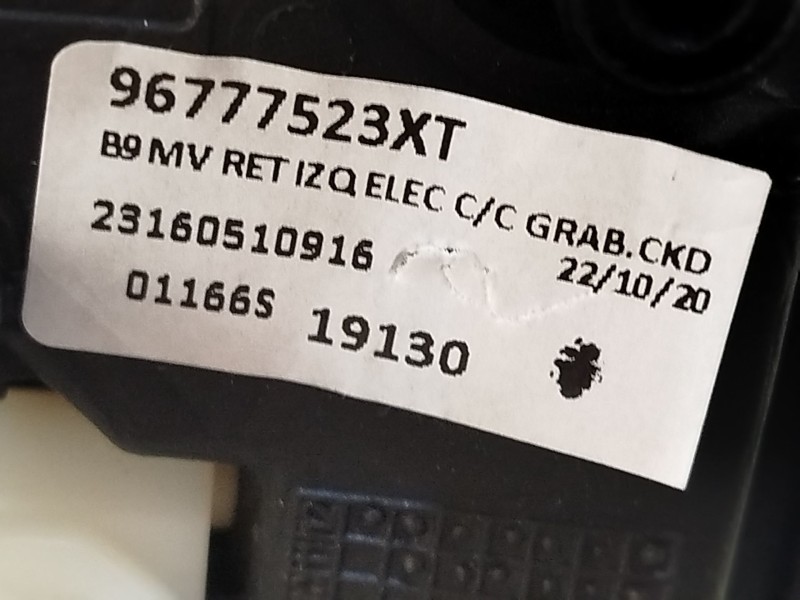 96777523XT
B9 MV RET IZQ ELEC C/C GRAB.CKD
23160510916
22/10/20
01166S
19130